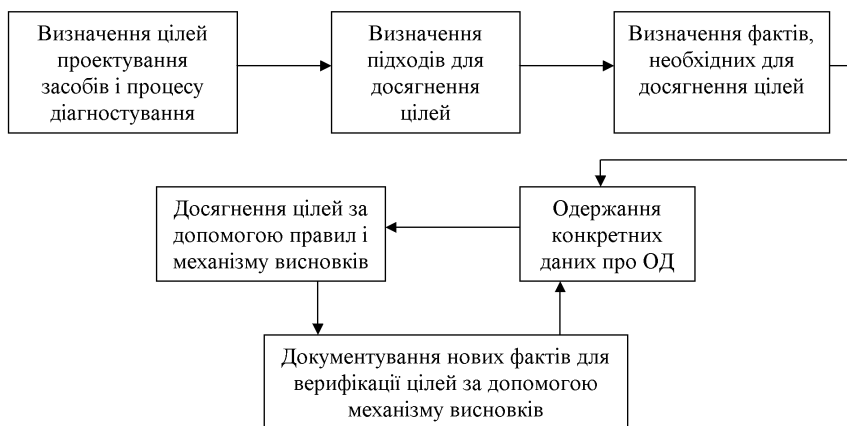 Визначення цілей
проектування
засобів і процесу
діагностування
Визначення
підходів для
досягнення
цілей
Визначення фактів,
необхідних для
досягнення цілей
Досягнення цілей за
допомогою правил і
механізму висновків
Одержання
конкретних
даних про ОД
Документування нових фактів для
верифікації цілей за допомогою
механізму висновків